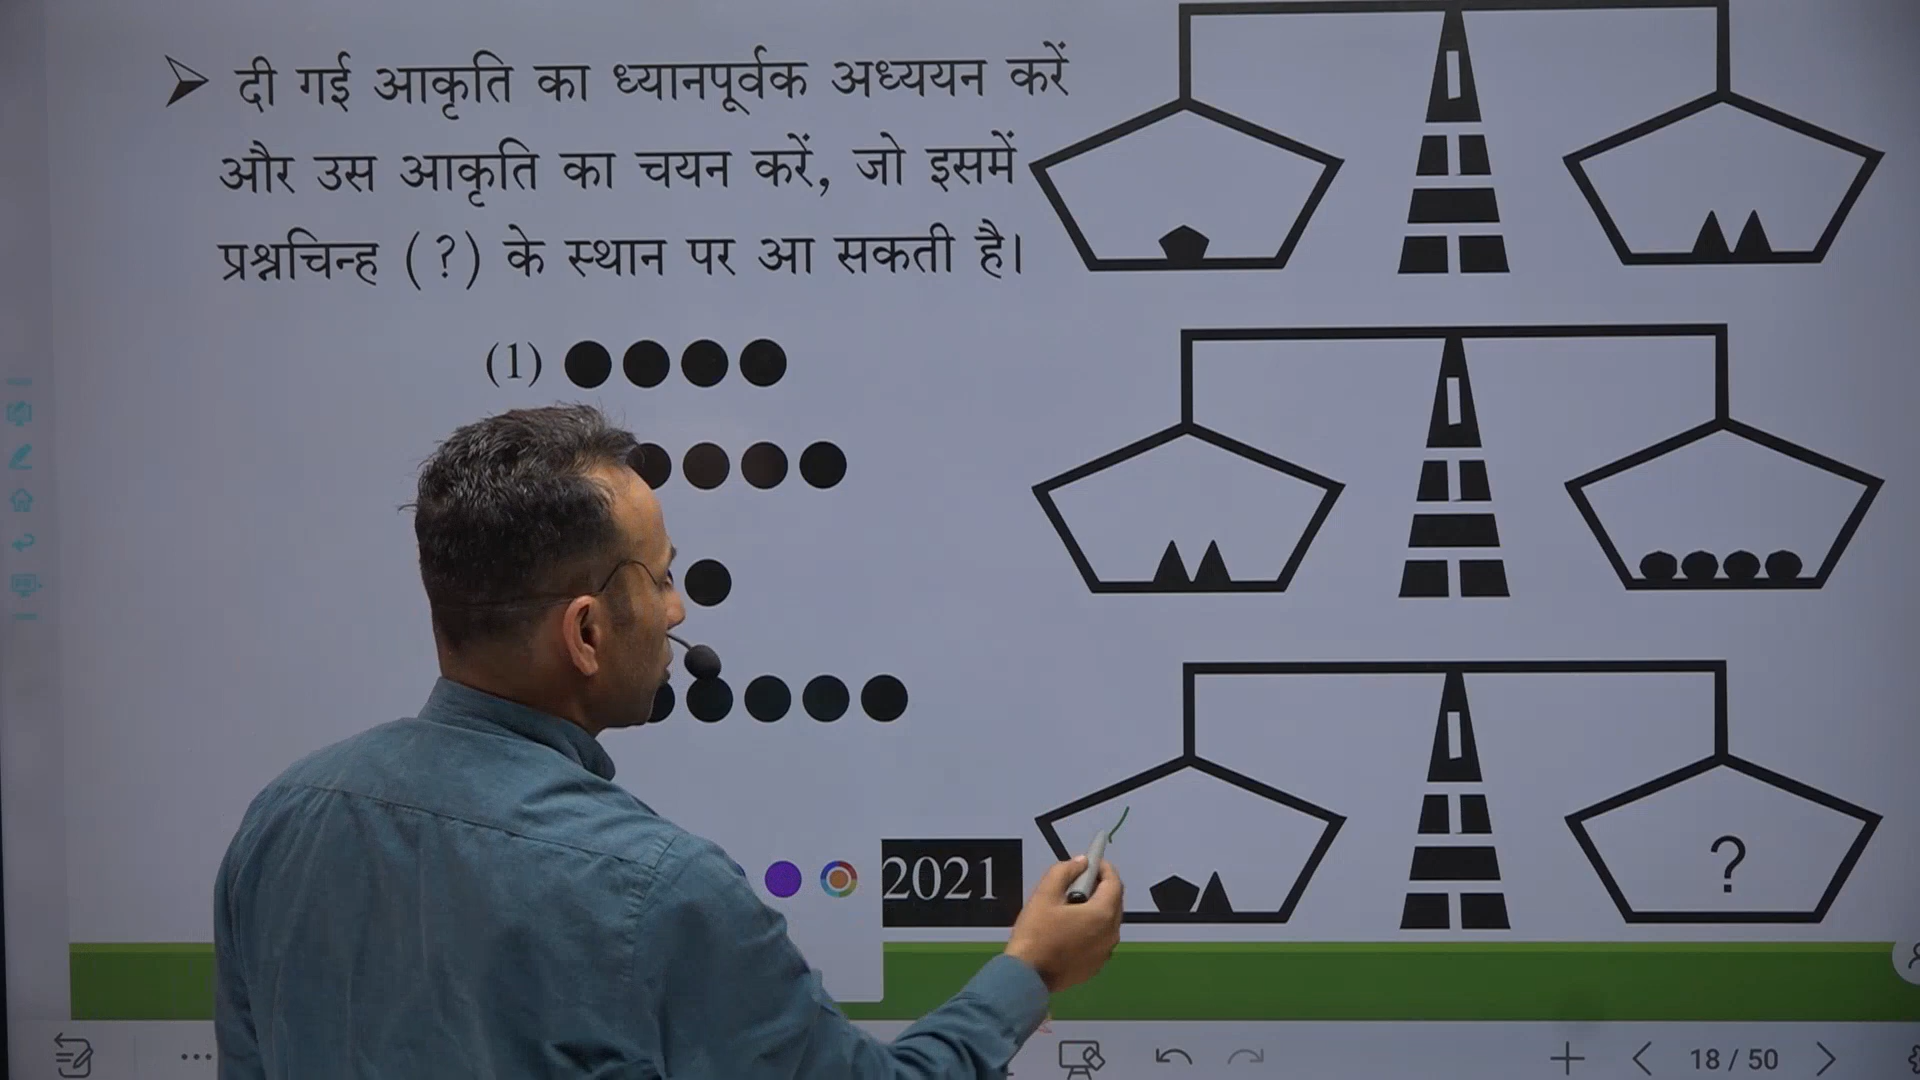 ➤ दी गई आकृति का ध्यानपूर्वक अध्ययन करें
और उस आकृति का चयन करें, जो इसमें
प्रश्नचिन्ह (?) के स्थान पर आ सकती है।
(1)
?
2021
18 / 50